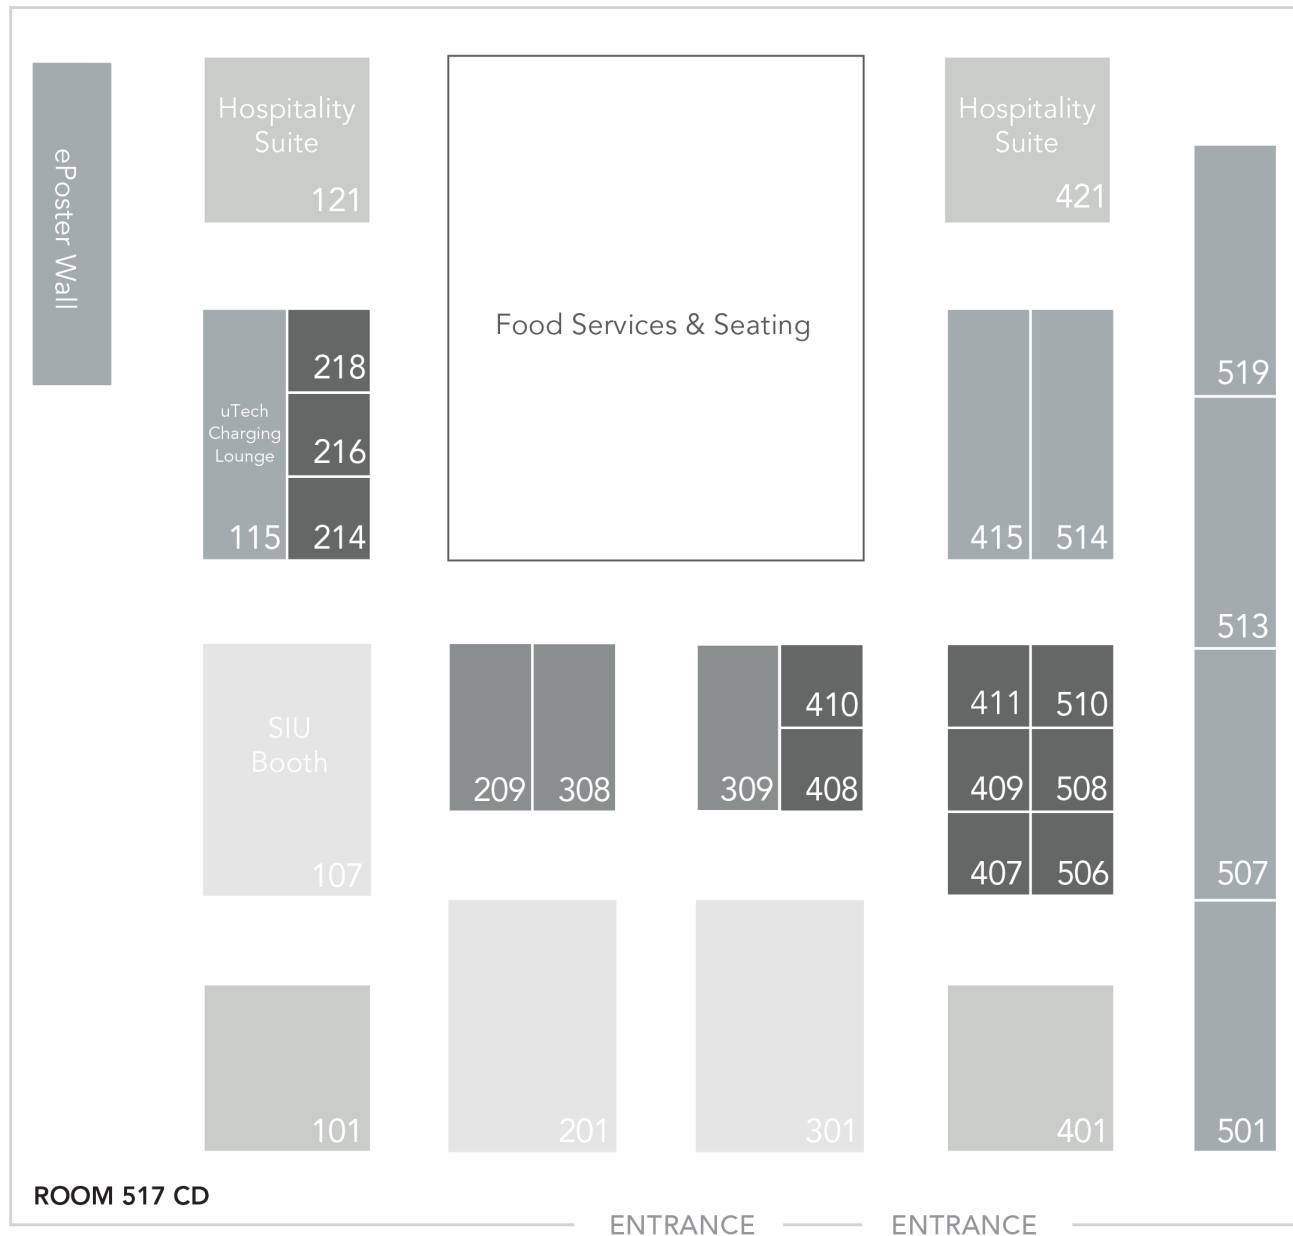 ePoster Wall
Hospitality
Suite
121
Food Services & Seating
Hospitality
Suite
421
519
218
uTech
Charging
Lounge
216
115
214
415
514
513
SIU
Booth
107
209
308
309
410
408
411
510
409
508
407
506
507
101
201
301
401
501
ROOM 517 CD
ENTRANCE
ENTRANCE